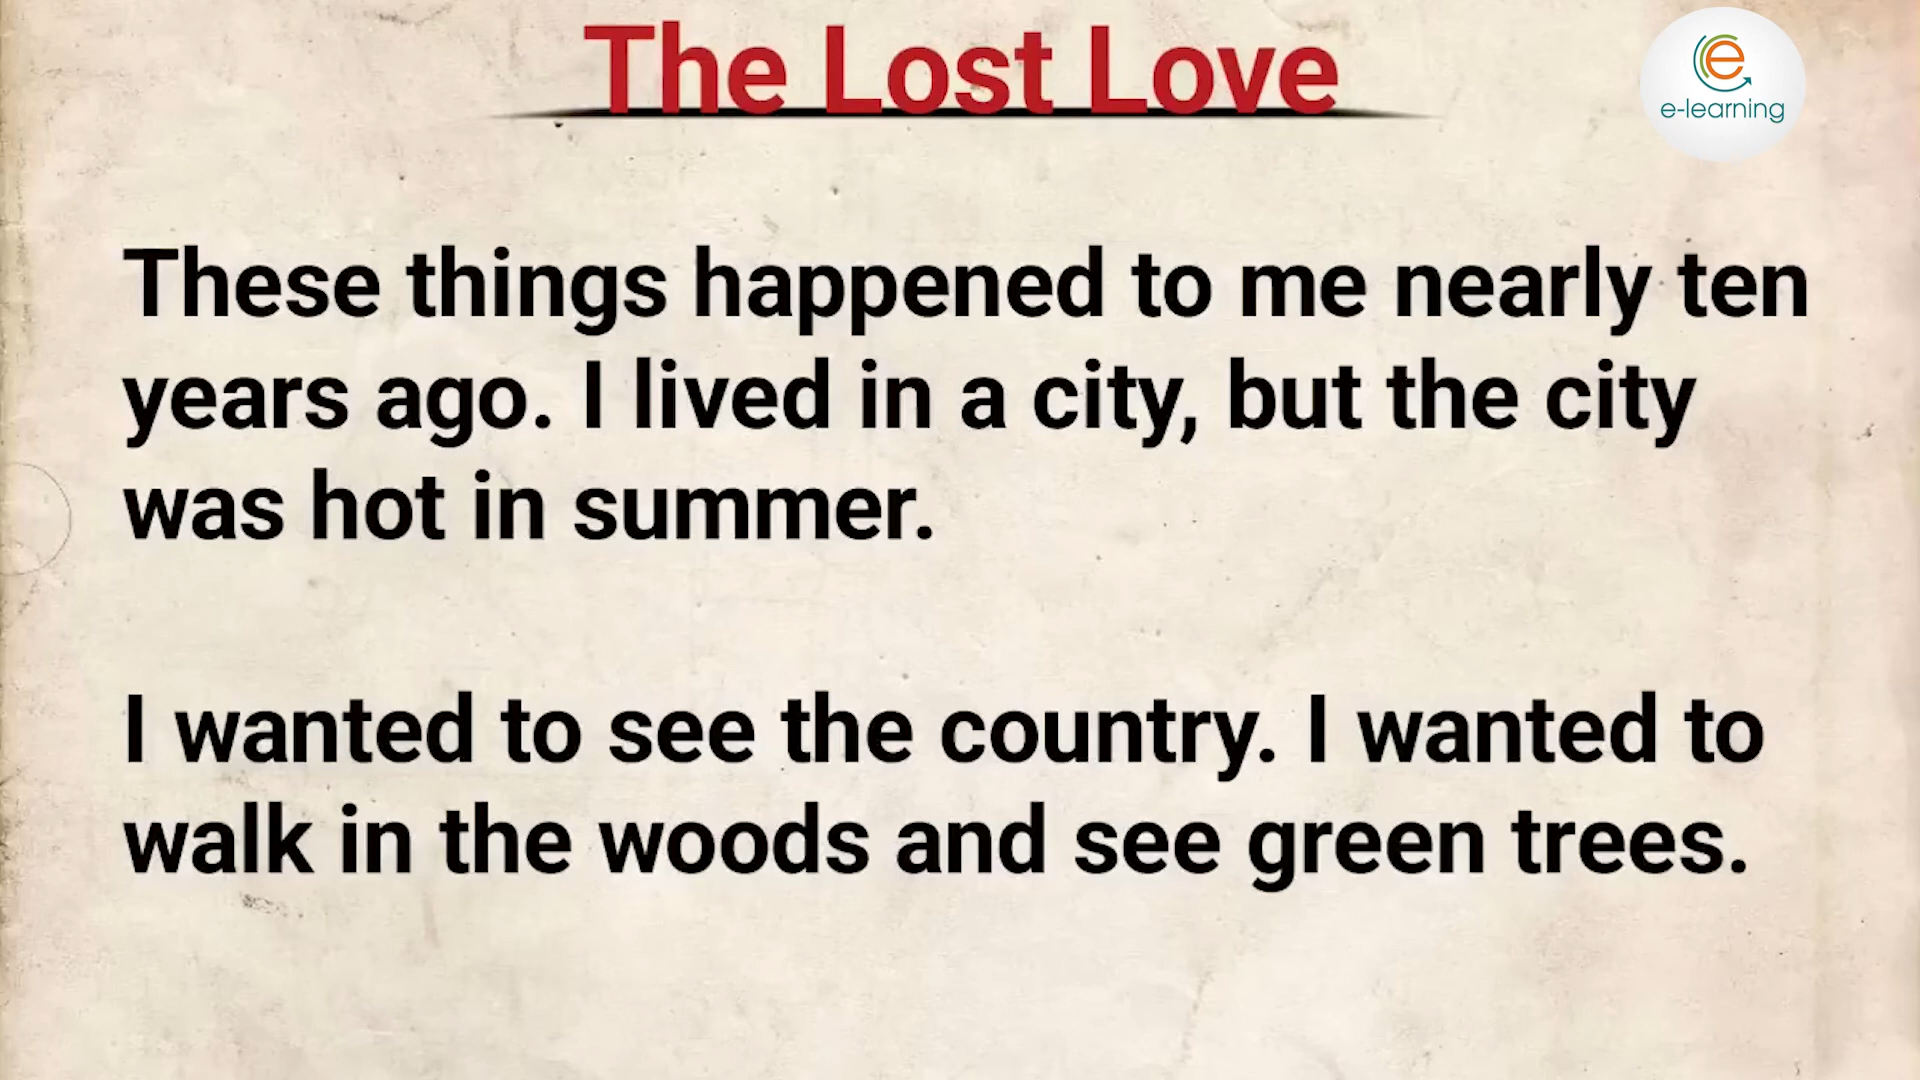 The Lost Love
e
e-learning
These things happened to me nearly ten
years ago. I lived in a city, but the city
was hot in summer.
I wanted to see the country. I wanted to
walk in the woods and see green trees.